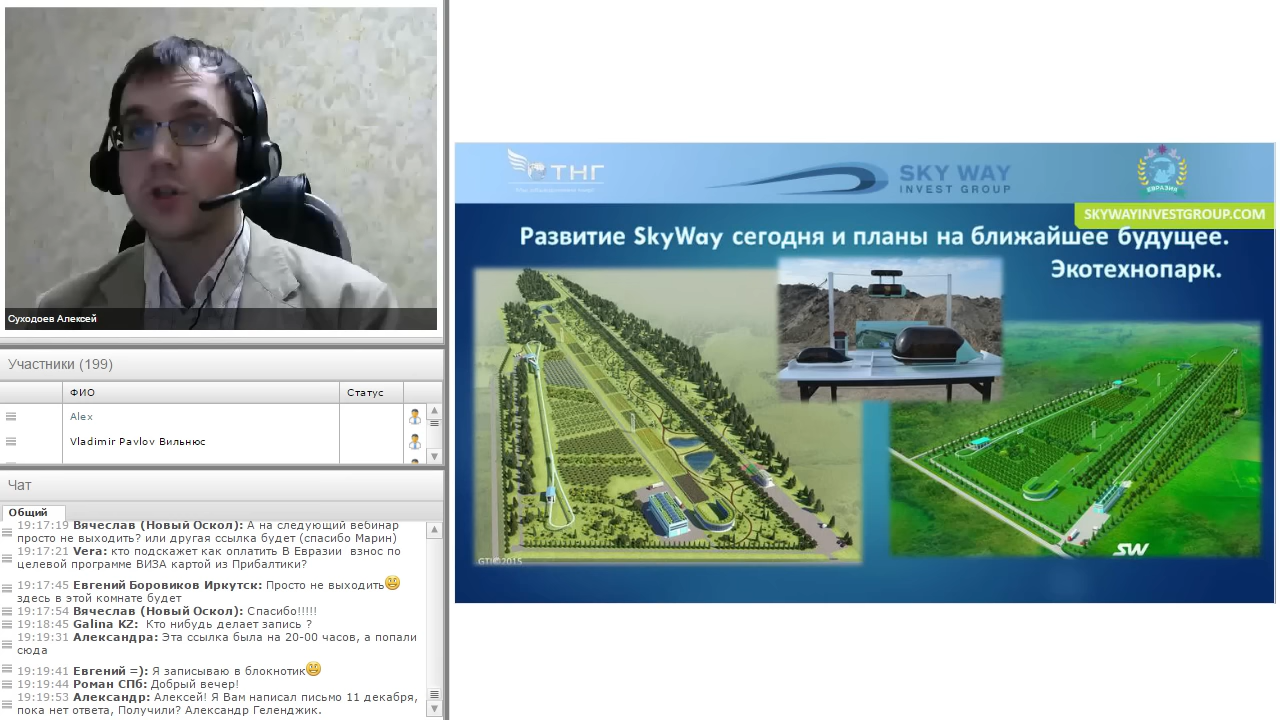 Суходоев Алексей
Участники (199)
ФИО
Статус
Alex
Vladimir Pavlov Вильнюс
Чат
Общий
19:17:19 Вячеслав (Новый Оскол): А на следующий вебинар
просто не выходить? или другая ссылка будет (спасибо Марин)
19:17:21 Vera: кто подскажет как оплатить В Евразии взнос по
целевой программе ВИЗА картой из Прибалтики?
19:17:45 Евгений Боровиков Иркутск: Просто не выходить
здесь в этой комнате будет
19:17:54 Вячеслав (Новый Оскол): Спасибо!!!!!
19:18:45 Galina KZ: Кто нибудь делает запись ?
19:19:31 Александра: Эта ссылка была на 20-00 часов, а попали
сюда
19:19:41 Евгений =): Я записываю в блокнотик
19:19:44 Роман СПб: Добрый вечер!
19:19:53 Александр: Алексей! Я Вам написал письмо 11 декабря,
пока нет ответа, Получили? Александр Геленджик.
ТНГ
SKY WAY
INVEST GROUP
ЕВРАЗИЯ
SKYWAYINVESTGROUP.COM
Развитие SkyWay сегодня и планы на ближайшее будущее.
Экотехнопарк.
GTI©2015
SW